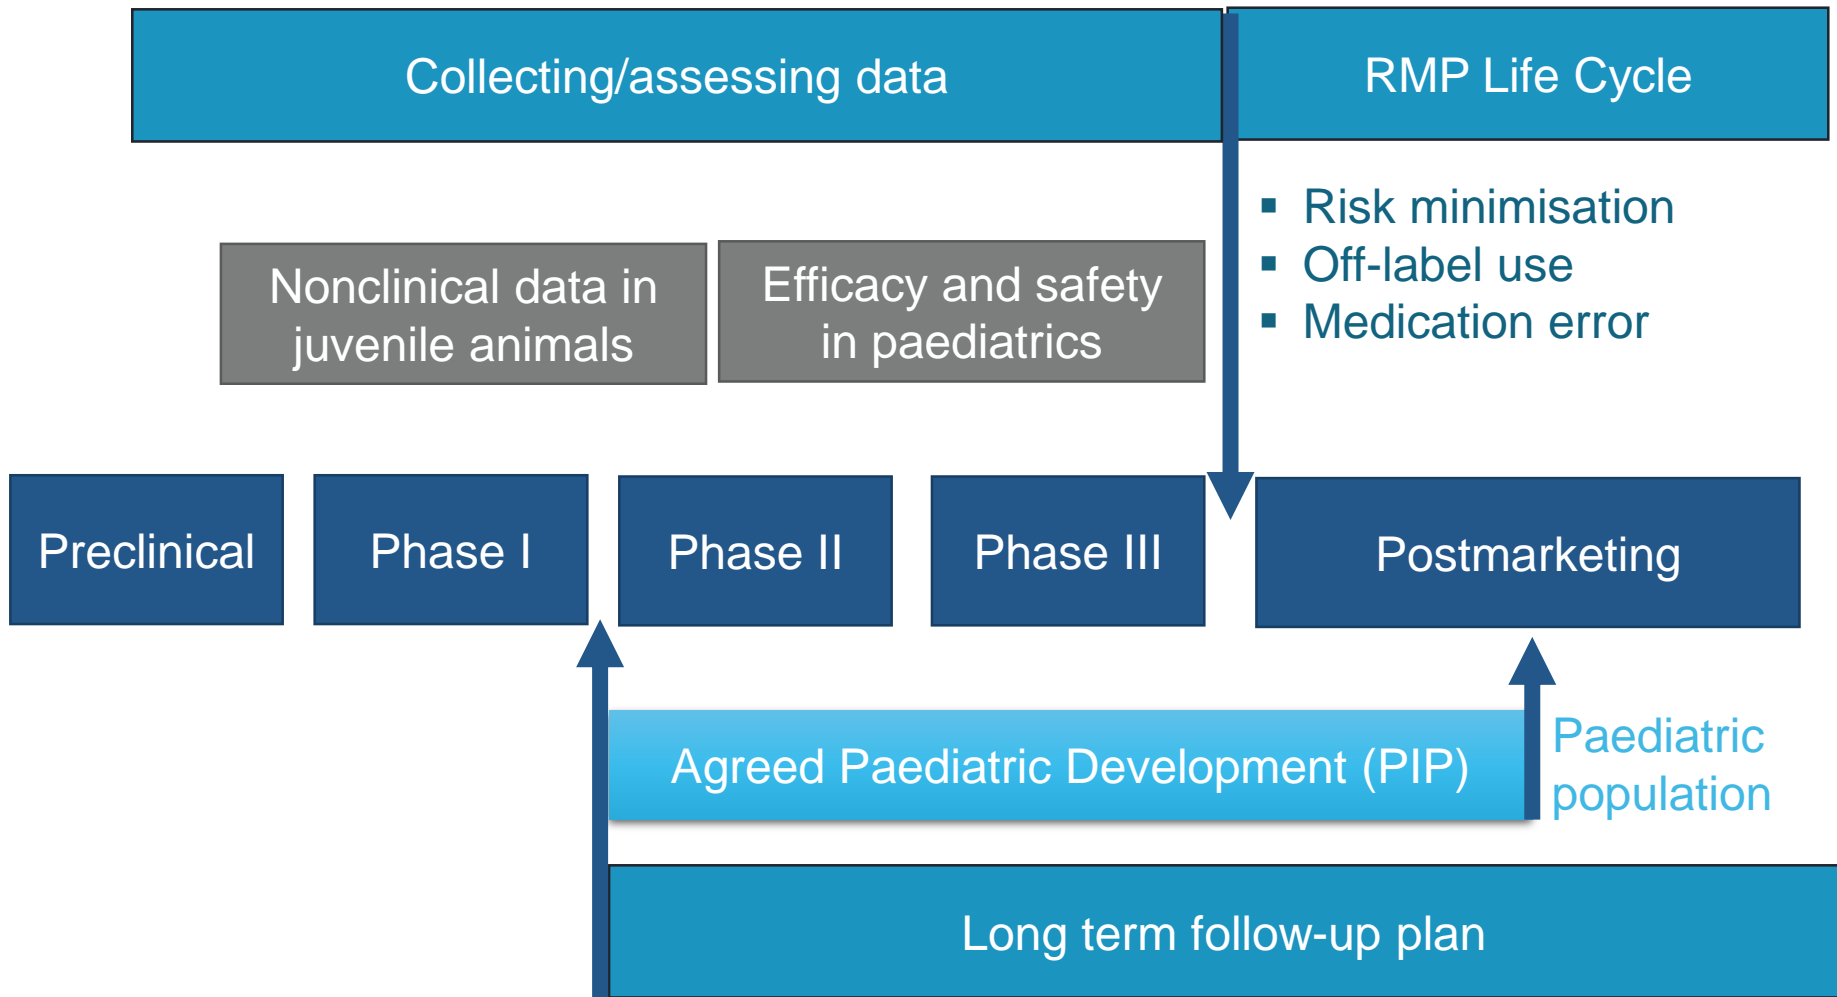 Collecting/assessing data
RMP Life Cycle
▪ Risk minimisation
▪ Off-label use
▪ Medication error
Nonclinical data in
juvenile animals
Efficacy and safety
in paediatrics
Preclinical
Phase I
Phase II
Phase III
Postmarketing
Agreed Paediatric Development (PIP)
Paediatric
population
Long term follow-up plan